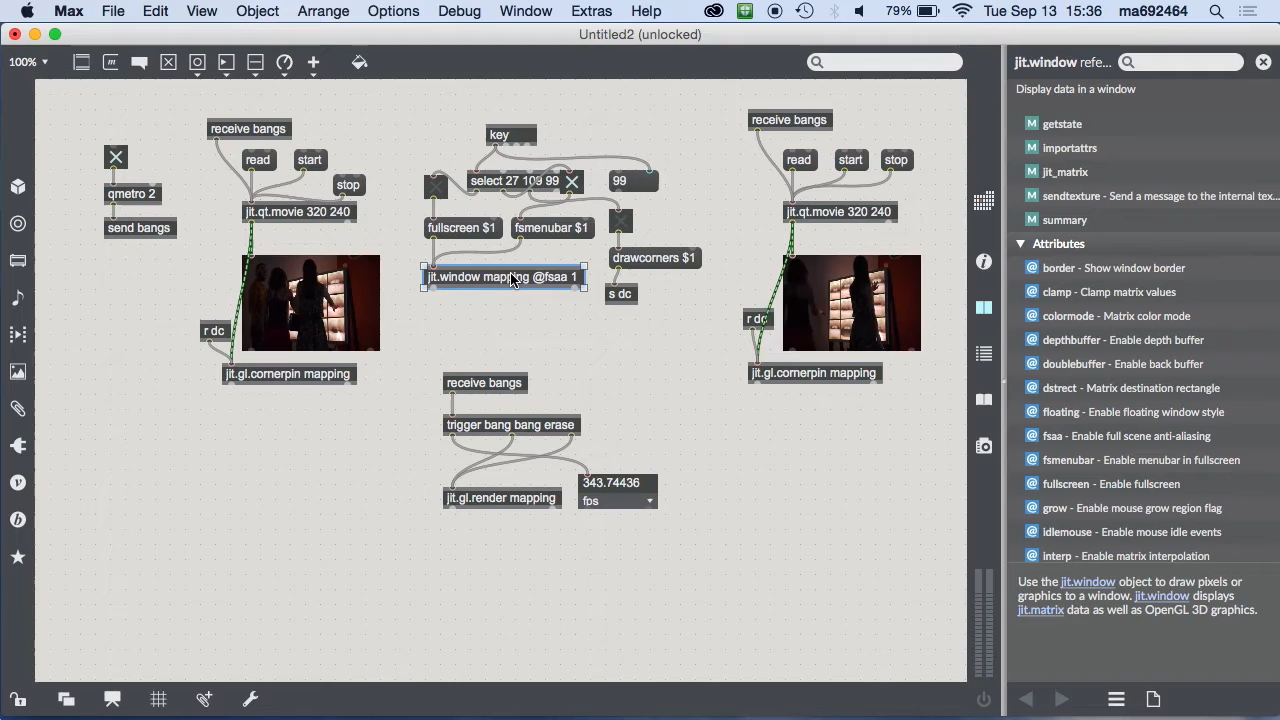 Max File Edit View Object Arrange Options Debug Window Extras Help 79% Tue Sep 13 15:36 ma692464
Untitled2 (unlocked)
100%
receive bangs
read
start
stop
qmetro 2
send bangs
jit.qt.movie 320 240
r dc
jit.gl.cornerpin mapping
key
select 27 109 99
99
fullscreen $1
fsmenubar $1
drawcorners $1
jit.window mapping @fsaa 1
s dc
receive bangs
trigger bang bang erase
343.74436
fps
jit.gl.render mapping
receive bangs
read
start
stop
jit.qt.movie 320 240
r dc
jit.gl.cornerpin mapping
jit.window refe...
Display data in a window
M getstate
M importattrs
M jit_matrix
M sendtexture - Send a message to the internal tex...
M summary
Attributes
@ border - Show window border
@ clamp - Clamp matrix values
@ colormode - Matrix color mode
@ depthbuffer - Enable depth buffer
@ doublebuffer - Enable back buffer
@ dstrect - Matrix destination rectangle
@ floating - Enable floating window style
@ fsaa - Enable full scene anti-aliasing
@ fsmenubar - Enable menubar in fullscreen
@ fullscreen - Enable fullscreen
@ grow - Enable mouse grow region flag
@ idlemouse - Enable mouse idle events
@ interp - Enable matrix interpolation
Use the jit.window object to draw pixels or
graphics to a window. jit.window displays
jit.matrix data as well as OpenGL 3D graphics.